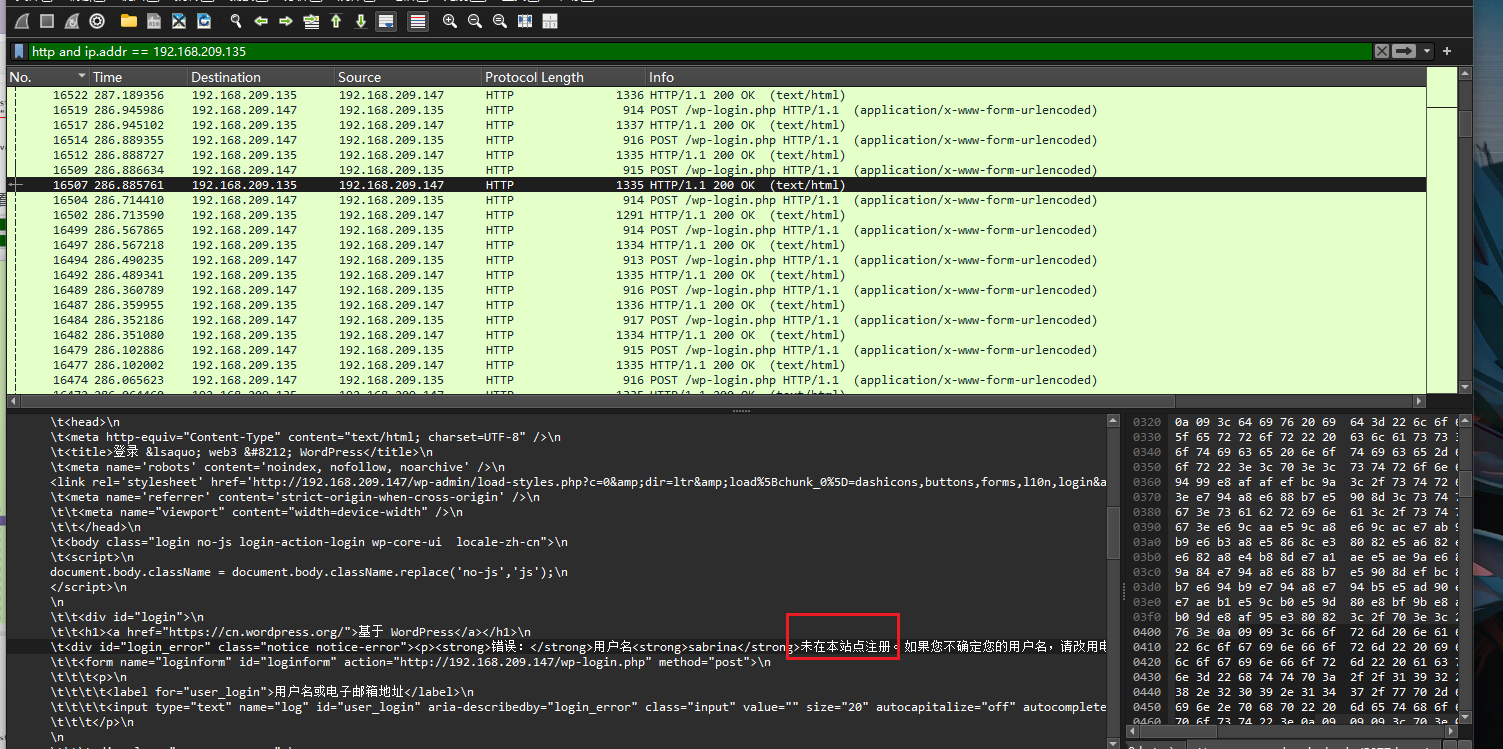 http and ip.addr == 192.168.209.135
No. Time Destination Source Protocol Length Info
16522 287.189356 192.168.209.135 192.168.209.147 HTTP 1336 HTTP/1.1 200 OK (text/html)
16519 286.945986 192.168.209.147 192.168.209.135 HTTP 914 POST /wp-login.php HTTP/1.1 (application/x-www-form-urlencoded)
16517 286.945102 192.168.209.135 192.168.209.147 HTTP 1337 HTTP/1.1 200 OK (text/html)
16514 286.889355 192.168.209.147 192.168.209.135 HTTP 916 POST /wp-login.php HTTP/1.1 (application/x-www-form-urlencoded)
16512 286.888727 192.168.209.135 192.168.209.147 HTTP 1335 HTTP/1.1 200 OK (text/html)
16509 286.886634 192.168.209.147 192.168.209.135 HTTP 915 POST /wp-login.php HTTP/1.1 (application/x-www-form-urlencoded)
16507 286.885761 192.168.209.135 192.168.209.147 HTTP 1335 HTTP/1.1 200 OK (text/html)
16504 286.714410 192.168.209.147 192.168.209.135 HTTP 914 POST /wp-login.php HTTP/1.1 (application/x-www-form-urlencoded)
16502 286.713590 192.168.209.135 192.168.209.147 HTTP 1291 HTTP/1.1 200 OK (text/html)
16499 286.567865 192.168.209.147 192.168.209.135 HTTP 914 POST /wp-login.php HTTP/1.1 (application/x-www-form-urlencoded)
16497 286.567218 192.168.209.135 192.168.209.147 HTTP 1334 HTTP/1.1 200 OK (text/html)
16494 286.490235 192.168.209.147 192.168.209.135 HTTP 913 POST /wp-login.php HTTP/1.1 (application/x-www-form-urlencoded)
16492 286.489341 192.168.209.135 192.168.209.147 HTTP 1335 HTTP/1.1 200 OK (text/html)
16489 286.360789 192.168.209.147 192.168.209.135 HTTP 916 POST /wp-login.php HTTP/1.1 (application/x-www-form-urlencoded)
16487 286.359955 192.168.209.135 192.168.209.147 HTTP 1336 HTTP/1.1 200 OK (text/html)
16484 286.352186 192.168.209.147 192.168.209.135 HTTP 917 POST /wp-login.php HTTP/1.1 (application/x-www-form-urlencoded)
16482 286.351080 192.168.209.135 192.168.209.147 HTTP 1334 HTTP/1.1 200 OK (text/html)
16479 286.102886 192.168.209.147 192.168.209.135 HTTP 915 POST /wp-login.php HTTP/1.1 (application/x-www-form-urlencoded)
16477 286.102002 192.168.209.135 192.168.209.147 HTTP 1335 HTTP/1.1 200 OK (text/html)
16474 286.065623 192.168.209.147 192.168.209.135 HTTP 916 POST /wp-login.php HTTP/1.1 (application/x-www-form-urlencoded)
\t<head>\n
\t<meta http-equiv="Content-Type" content="text/html; charset=UTF-8" />\n
\t<title>登录 &lsaquo; web3 &#8212; WordPress</title>\n
\t<meta name='robots' content='noindex, nofollow, noarchive' />\n
<link rel='stylesheet' href='http://192.168.209.147/wp-admin/load-styles.php?c=0&amp;dir=ltr&amp;load%5Bchunk_0%5D=dashicons,buttons,forms,l10n,login&a
\t<meta name='referrer' content='strict-origin-when-cross-origin' />\n
\t\t<meta name="viewport" content="width=device-width" />\n
\t\t</head>\n
\t<body class="login no-js login-action-login wp-core-ui  locale-zh-cn">\n
\t<script>\n
document.body.className = document.body.className.replace('no-js','js');\n
</script>\n
\n
\t\t<div id="login">\n
\t\t<h1><a href="https://cn.wordpress.org/">基于 WordPress</a></h1>\n
\t<div id="login_error" class="notice notice-error"><p><strong>错误：</strong>用户名<strong>sabrina</strong>未在本站点注册。如果您不确定您的用户名，请改用电
\t\t<form name="loginform" id="loginform" action="http://192.168.209.147/wp-login.php" method="post">\n
\t\t\t<p>\n
\t\t\t\t<label for="user_login">用户名或电子邮箱地址</label>\n
\t\t\t\t<input type="text" name="log" id="user_login" aria-describedby="login_error" class="input" value="" size="20" autocapitalize="off" autocomplete
\t\t\t</p>\n
\n
0320 0a 09 3c 64 69 76 20 69 64 3d 22 6c 6f
0330 5f 65 72 72 6f 72 22 20 63 6c 61 73 73
0340 6f 74 69 63 65 20 6e 6f 74 69 63 65 2d
0350 6f 72 22 3e 3c 70 3e 3c 73 74 72 6f 6e
0360 94 99 e8 af af ef bc 9a 3c 2f 73 74 72
0370 3e e7 94 a8 e6 88 b7 e5 90 8d 3c 73 74
0380 67 3e 73 61 62 72 69 6e 61 3c 2f 73 74
0390 67 3e e6 9c aa e5 9c a8 e6 9c ac e7 ab
03a0 b9 e6 b3 a8 e5 86 8c e3 80 82 e5 a6 82
03b0 e6 82 a8 e4 b8 8d e7 a1 ae e5 ae 9a e6
03c0 9a 84 e7 94 a8 e6 88 b7 e5 90 8d ef bc
03d0 b7 e6 94 b9 e7 94 a8 e7 94 b5 e5 ad 90
03e0 e7 ae b1 e5 9c b0 e5 9d 80 e8 bf 9b e8
03f0 b0 9d e8 af 95 e3 80 82 3c 2f 70 3e 3c
0400 76 3e 0a 09 09 3c 66 6f 72 6d 20 6e 61
0410 22 6c 6f 67 69 6e 66 6f 72 6d 22 20 69
0420 6c 6f 67 69 6e 66 6f 72 6d 22 20 61 63
0430 6e 3d 22 68 74 74 70 3a 2f 2f 31 39 32
0440 38 2e 32 30 39 2e 31 34 37 2f 77 70 2d
0450 69 6e 2e 70 68 70 22 20 6d 65 74 68 6f
0460 70 6f 73 74 22 3e 0a 09 09 09 3c 70 3e